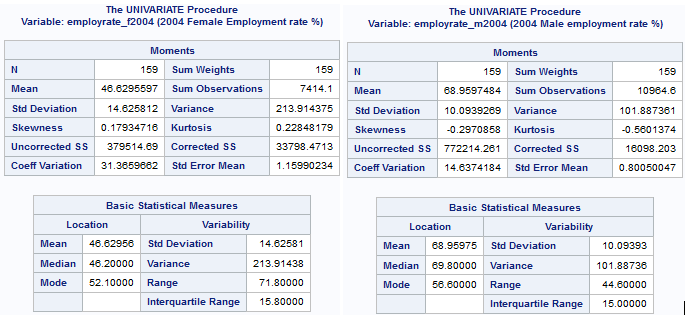 The UNIVARIATE Procedure
Variable: employrate_f2004 (2004 Female Employment rate %)
Moments
N 159 Sum Weights 159
Mean 46.6295597 Sum Observations 7414.1
Std Deviation 14.625812 Variance 213.914375
Skewness 0.17934716 Kurtosis 0.22848179
Uncorrected SS 379514.69 Corrected SS 33798.4713
Coeff Variation 31.3659662 Std Error Mean 1.15990234
Basic Statistical Measures
Location Variability
Mean 46.62956 Std Deviation 14.62581
Median 46.20000 Variance 213.91438
Mode 52.10000 Range 71.80000
Interquartile Range 15.80000
The UNIVARIATE Procedure
Variable: employrate_m2004 (2004 Male employment rate %)
Moments
N 159 Sum Weights 159
Mean 68.9597484 Sum Observations 10964.6
Std Deviation 10.0939269 Variance 101.887361
Skewness -0.2970858 Kurtosis -0.5601374
Uncorrected SS 772214.261 Corrected SS 16098.203
Coeff Variation 14.6374184 Std Error Mean 0.80050047
Basic Statistical Measures
Location Variability
Mean 68.95975 Std Deviation 10.09393
Median 69.80000 Variance 101.88736
Mode 56.60000 Range 44.60000
Interquartile Range 15.00000